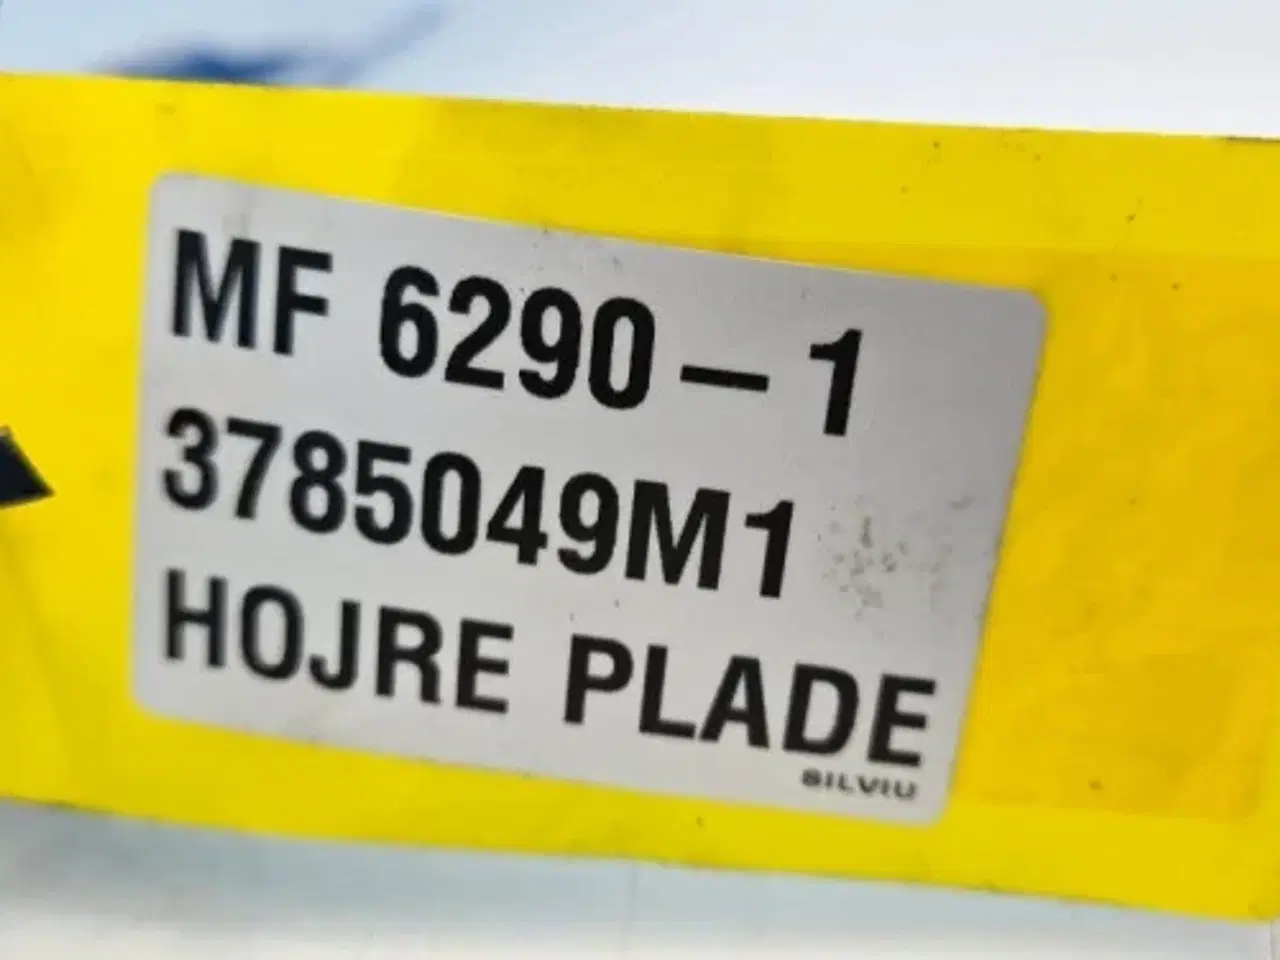 MF 6290-1
3785049M1
HOJRE PLADE
SILVIU